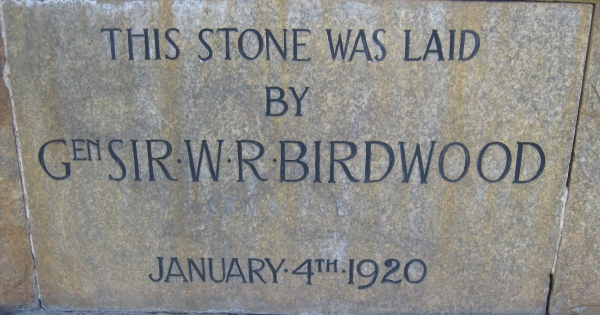 THIS STONE WAS LAID
BY
GEN SIR·W·R·BIRDWOOD
JANUARY·4TH·1920